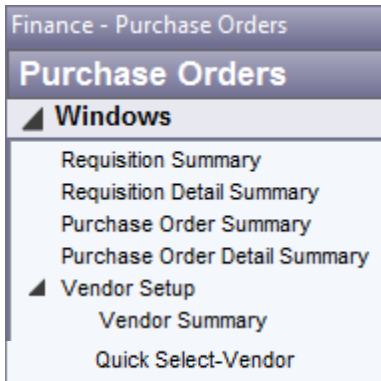 Finance - Purchase Orders
Purchase Orders
Windows
Requisition Summary
Requisition Detail Summary
Purchase Order Summary
Purchase Order Detail Summary
Vendor Setup
Vendor Summary
Quick Select-Vendor